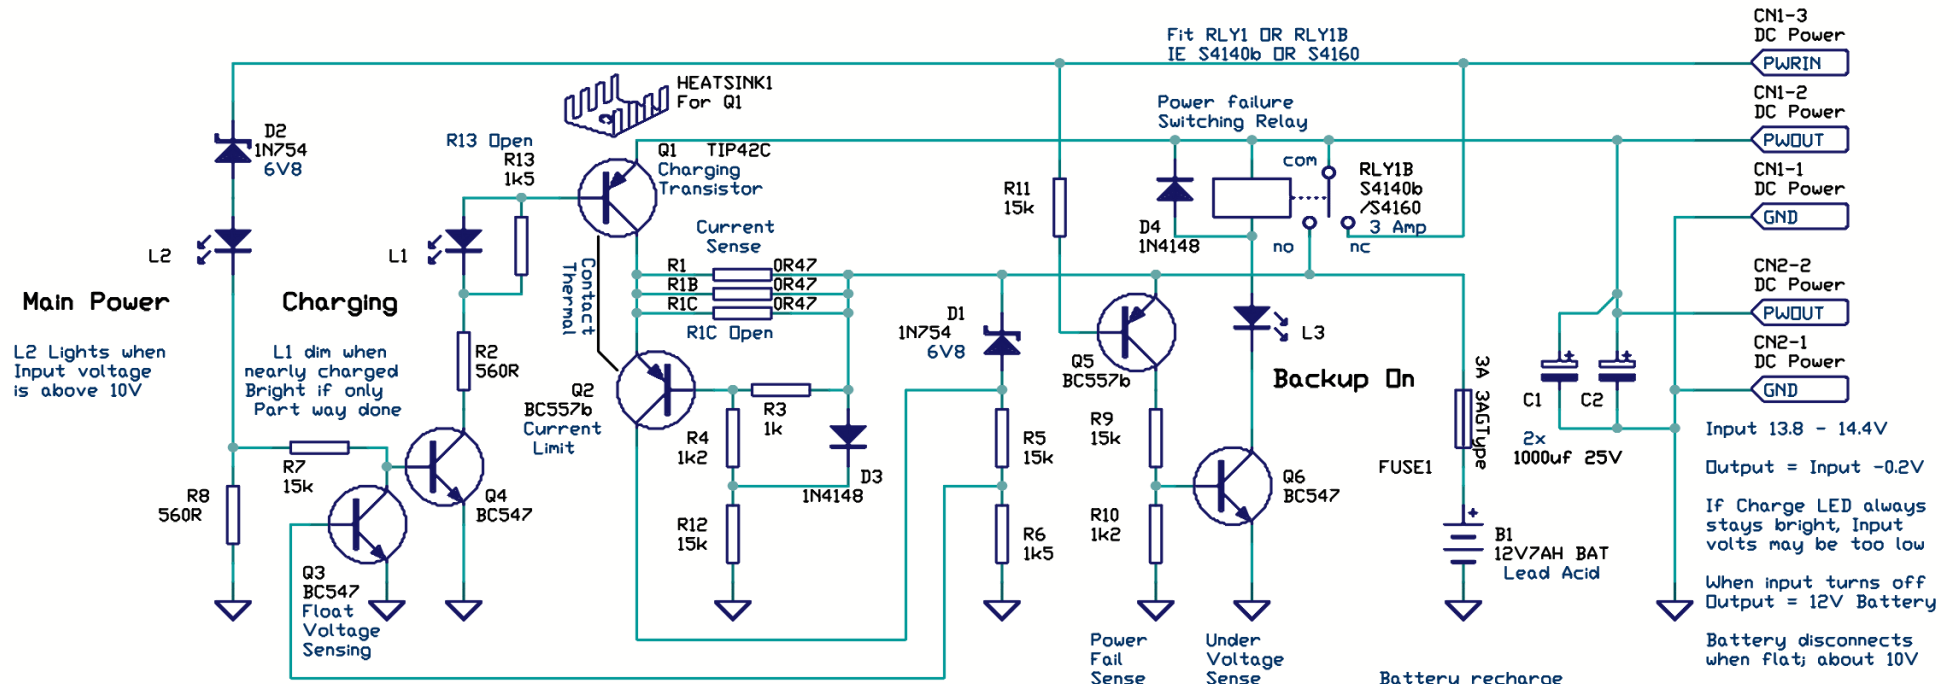 CN1-3
DC Power
PWRIN
Fit RLY1 OR RLY1B
IE S4140b OR S4160
HEATSINK1
For Q1
CN1-2
DC Power
PWOUT
Power failure
Switching Relay
D2
1N754
6V8
R13 Open
R13
1k5
Q1
TIP42C
Charging
Transistor
com
RLY1B
S4140b
/S4160
3 Amp
no
nc
CN1-1
DC Power
GND
R11
15k
D4
1N4148
L2
L1
Current
Sense
Contact
Thermal
R1
0R47
R1B
0R47
R1C
0R47
R1C Open
CN2-2
DC Power
PWOUT
Main Power
Charging
L2 Lights when
Input voltage
is above 10V
L1 dim when
nearly charged
Bright if only
Part way done
R2
560R
D1
1N754
6V8
L3
Q5
BC557b
Backup On
3A 3AGType
CN2-1
DC Power
GND
Q2
BC557b
Current
Limit
R3
1k
R4
1k2
D3
1N4148
R5
15k
R9
15k
FUSE1
C1
C2
2x
1000uf 25V
Input 13.8 - 14.4V
Output = Input -0.2V
If Charge LED always
stays bright, Input
volts may be too low
When input turns off
Output = 12V Battery
Battery disconnects
when flat; about 10V
R7
15k
R8
560R
Q4
BC547
Q3
BC547
Float
Voltage
Sensing
R12
15k
R6
1k5
R10
1k2
Q6
BC547
+
+
+
B1
12V7AH BAT
Lead Acid
Power
Fail
Sense
Under
Voltage
Sense
Battery recharge